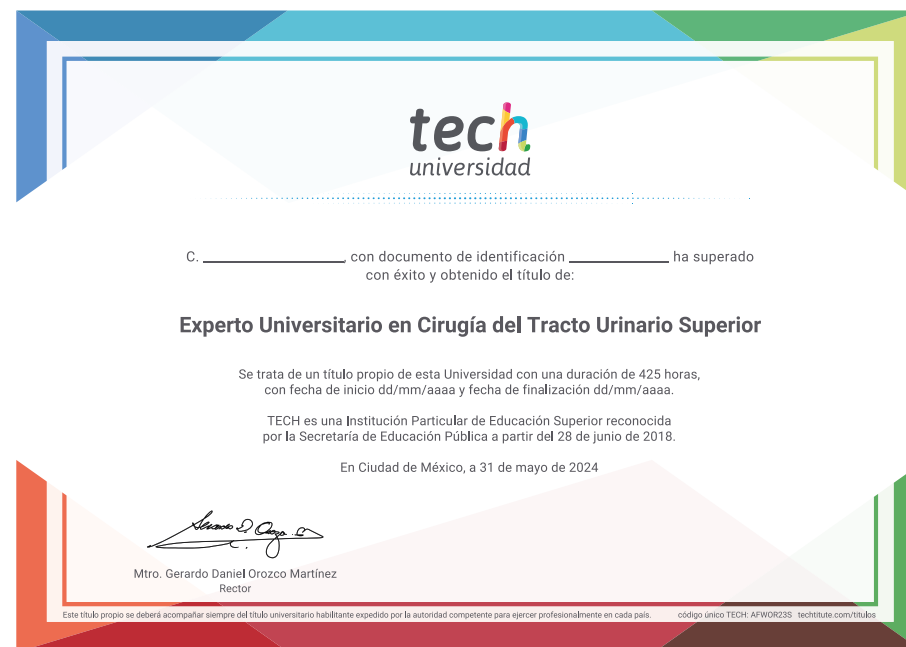 tech
universidad
C. ____________, con documento de identificación ____________ ha superado
con éxito y obtenido el título de:
Experto Universitario en Cirugía del Tracto Urinario Superior
Se trata de un título propio de esta Universidad con una duración de 425 horas,
con fecha de inicio dd/mm/aaaa y fecha de finalización dd/mm/aaaa.
TECH es una Institución Particular de Educación Superior reconocida
por la Secretaría de Educación Pública a partir del 28 de junio de 2018.
En Ciudad de México, a 31 de mayo de 2024
Mtro. Gerardo Daniel Orozco Martínez
Rector
Este título propio se deberá acompañar siempre del título universitario habilitante expedido por la autoridad competente para ejercer profesionalmente en cada país. código único TECH: AFWOR23S techtitute.com/titulos